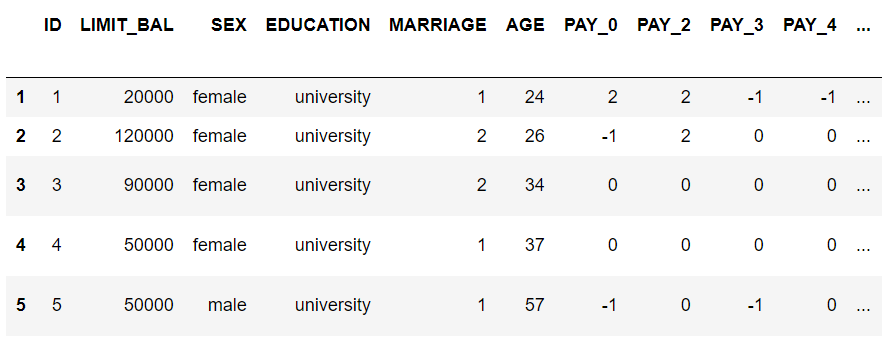 ID LIMIT_BAL SEX EDUCATION MARRIAGE AGE PAY_0 PAY_2 PAY_3 PAY_4 ...
1 1 20000 female university 1 24 2 2 -1 -1 ...
2 2 120000 female university 2 26 -1 2 0 0 ...
3 3 90000 female university 2 34 0 0 0 0 ...
4 4 50000 female university 1 37 0 0 0 0 ...
5 5 50000 male university 1 57 -1 0 -1 0 ...